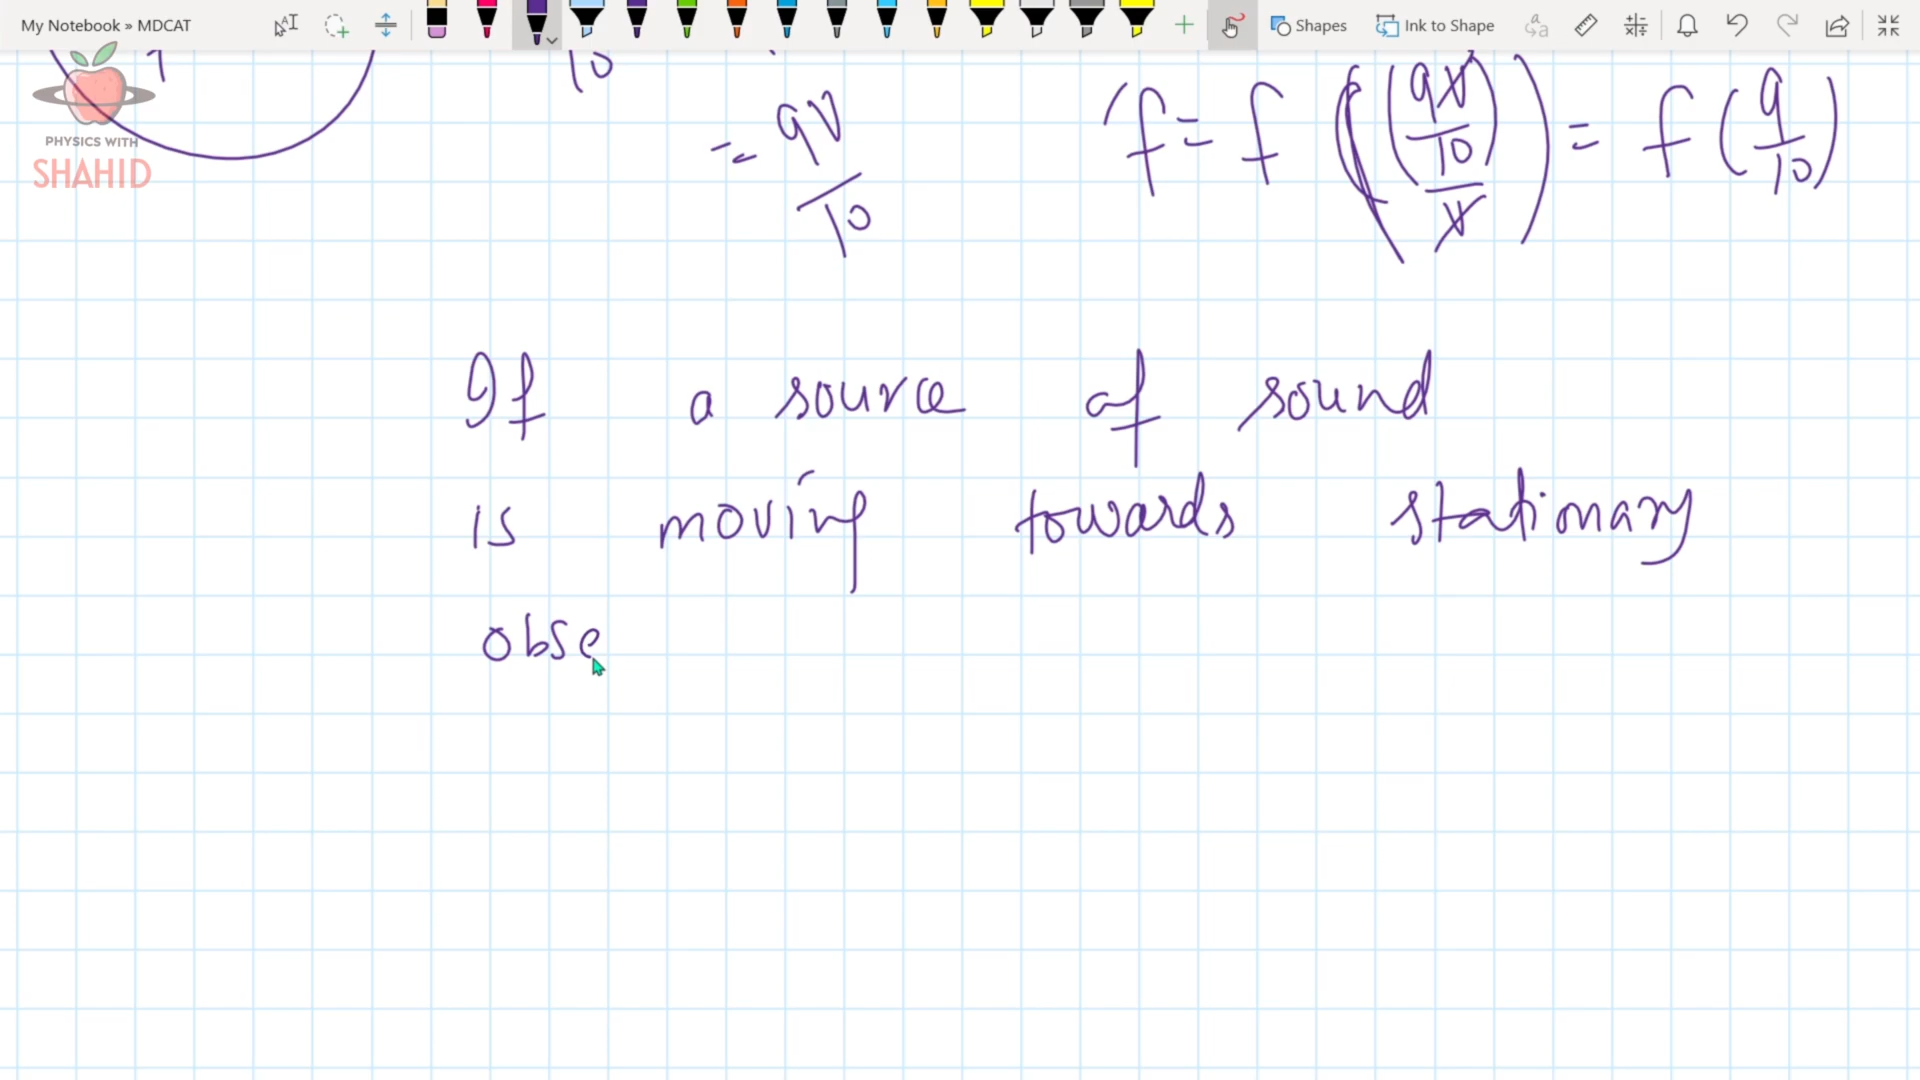 My Notebook » MDCAT
Shapes
Ink to Shape
PHYSICS WITH
SHAHID
10
= 9V/10
'f = f ((9V/10)/V) = f (9/10)
If a source of sound
is moving towards stationary
obse